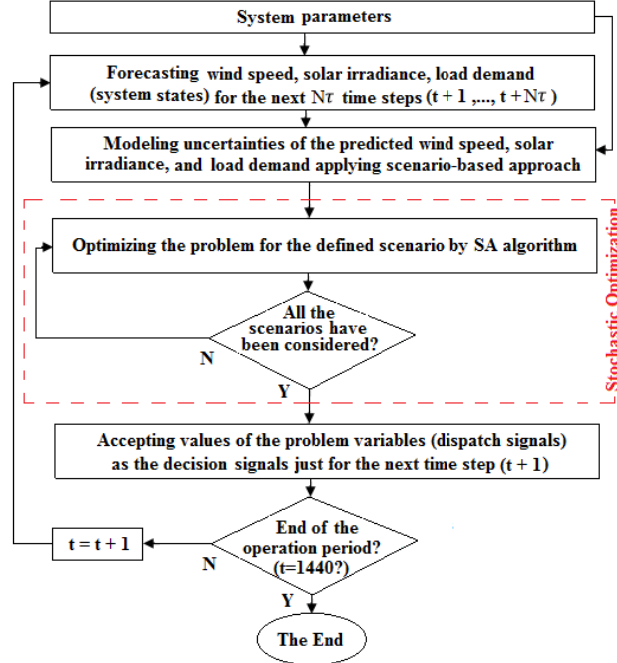 System parameters
Forecasting wind speed, solar irradiance, load demand
(system states) for the next Nτ time steps (t + 1 ,..., t + Nτ )
Modeling uncertainties of the predicted wind speed, solar
irradiance, and load demand applying scenario-based approach
Stochastic Optimization
Optimizing the problem for the defined scenario by SA algorithm
All the
scenarios have
been considered?
N
Y
Accepting values of the problem variables (dispatch signals)
as the decision signals just for the next time step (t + 1)
End of the
operation period?
(t=1440?)
t = t + 1
N
Y
The End